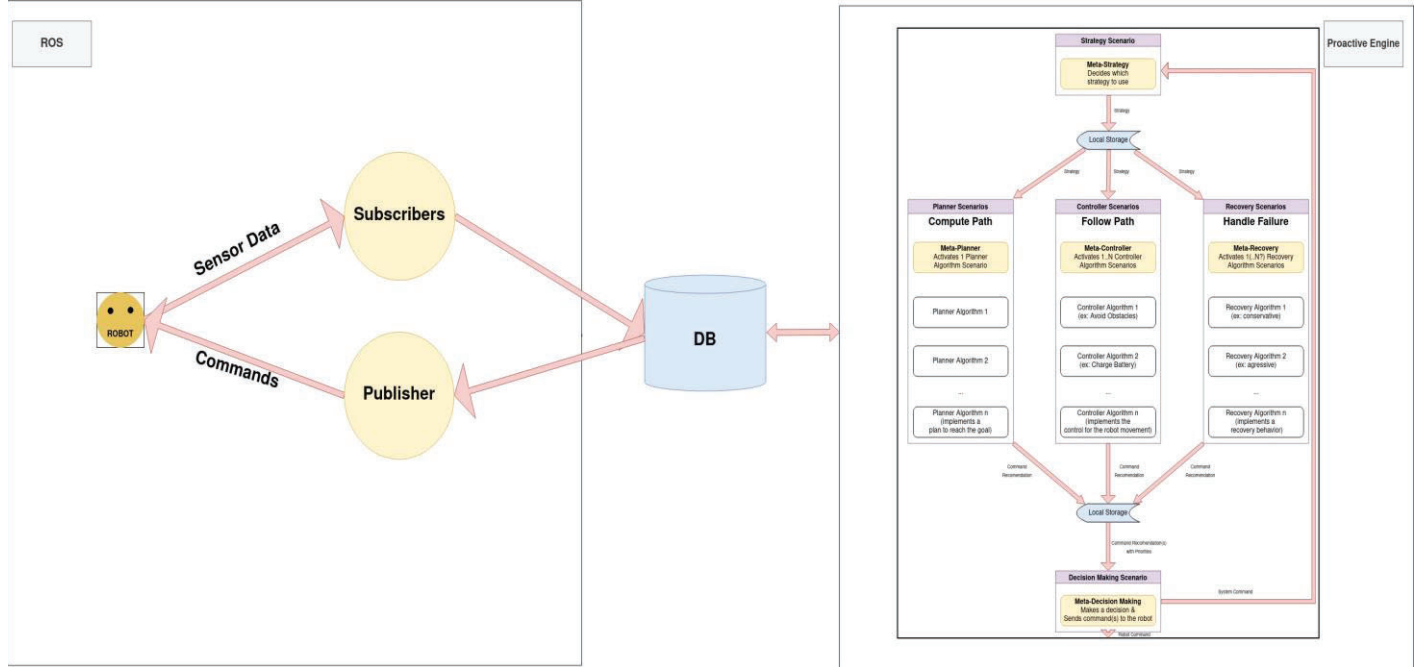 ROS
Sensor Data
Subscribers
ROBOT
Commands
Publisher
DB
Proactive Engine
Strategy Scenario
Meta-Strategy
Decides which
strategy to use
Strategy
Local Storage
Strategy
Strategy
Strategy
Planner Scenarios
Compute Path
Meta-Planner
Activates 1 Planner
Algorithm Scenario
Planner Algorithm 1
Planner Algorithm 2
...
Planner Algorithm n
(implements a
plan to reach the goal)
Controller Scenarios
Follow Path
Meta-Controller
Activates 1..N Controller
Algorithm Scenarios
Controller Algorithm 1
(ex: Avoid Obstacles)
Controller Algorithm 2
(ex: Charge Battery)
...
Controller Algorithm n
(implements the
control for the robot movement)
Recovery Scenarios
Handle Failure
Meta-Recovery
Activates 1(..N?) Recovery
Algorithm Scenarios
Recovery Algorithm 1
(ex: conservative)
Recovery Algorithm 2
(ex: agressive)
...
Recovery Algorithm n
(implements a
recovery behavior)
Command
Recomendation
Command
Recomendation
Command
Recomendation
Local Storage
Command Recomendation(s)
with Priorities
Decision Making Scenario
Meta-Decision Making
Makes a decision &
Sends command(s) to the robot
System Command
Robot Command